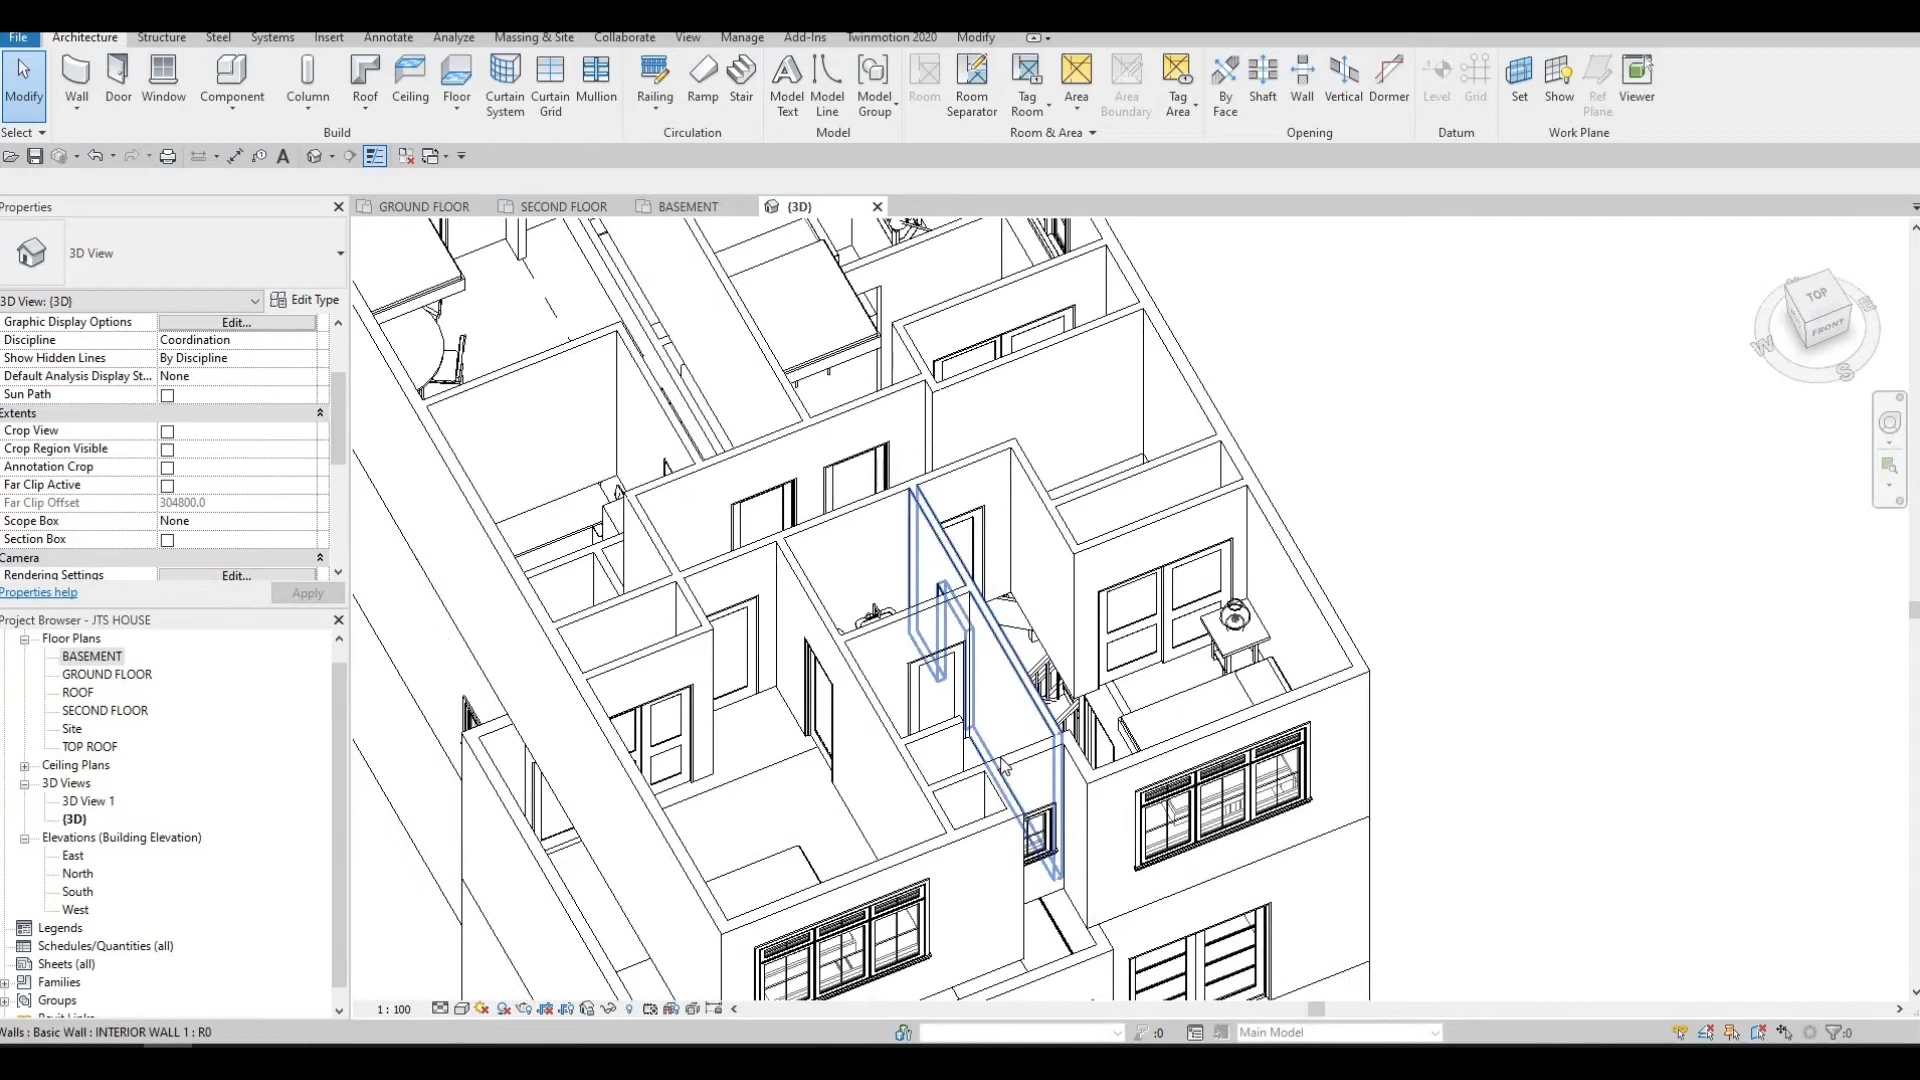 File Architecture Structure Steel Systems Insert Annotate Analyze Massing & Site Collaborate View Manage Add-Ins Twinmotion 2020 Modify
Modify Wall Door Window Component Column Roof Ceiling Floor Curtain System Curtain Grid Mullion Railing Ramp Stair Model Text Model Line Model Group Room Room Separator Tag Room Area Area Boundary Tag Area By Face Shaft Wall Vertical Dormer Level Grid Set Show Ref Plane Viewer
Select Build Circulation Model Room & Area Opening Datum Work Plane
Properties
GROUND FLOOR SECOND FLOOR BASEMENT {3D}
3D View
3D View: {3D} Edit Type
Graphic Display Options Edit...
Discipline Coordination
Show Hidden Lines By Discipline
Default Analysis Display St... None
Sun Path
Extents
Crop View
Crop Region Visible
Annotation Crop
Far Clip Active
Far Clip Offset 304800.0
Scope Box None
Section Box
Camera
Rendering Settings Edit...
Properties help Apply
Project Browser - JTS HOUSE
Floor Plans
BASEMENT
GROUND FLOOR
ROOF
SECOND FLOOR
Site
TOP ROOF
Ceiling Plans
3D Views
3D View 1
{3D}
Elevations (Building Elevation)
East
North
South
West
Legends
Schedules/Quantities (all)
Sheets (all)
Families
Groups
TOP
FRONT
W
S
E
1 : 100
Walls : Basic Wall : INTERIOR WALL 1 : R0
:0
Main Model
:0